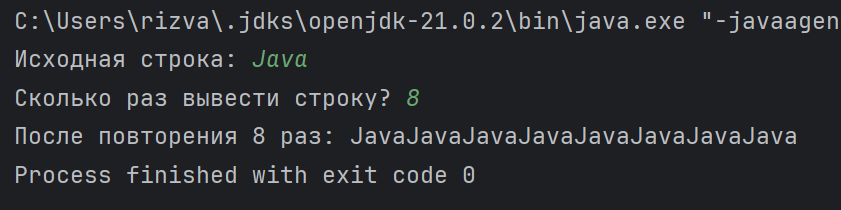 C:\Users\rizva\.jdks\openjdk-21.0.2\bin\java.exe "-javaagen
Исходная строка: Java
Сколько раз вывести строку? 8
После повторения 8 раз: JavaJavaJavaJavaJavaJavaJavaJava
Process finished with exit code 0